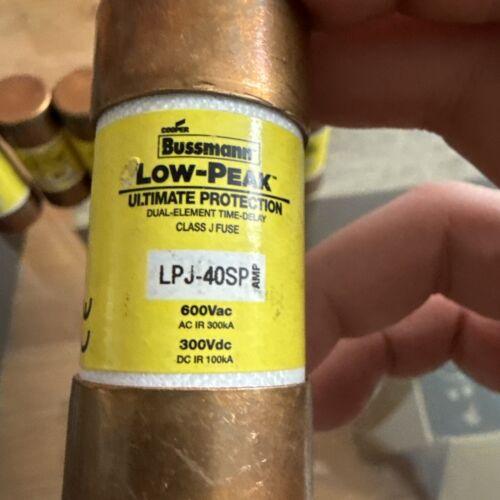 COOPER
Bussmann
LOW-PEAK™
ULTIMATE PROTECTION
DUAL-ELEMENT TIME-DELAY
CLASS J FUSE
LPJ-40SP AMP
600Vac
AC IR 300kA
300Vdc
DC IR 100kA